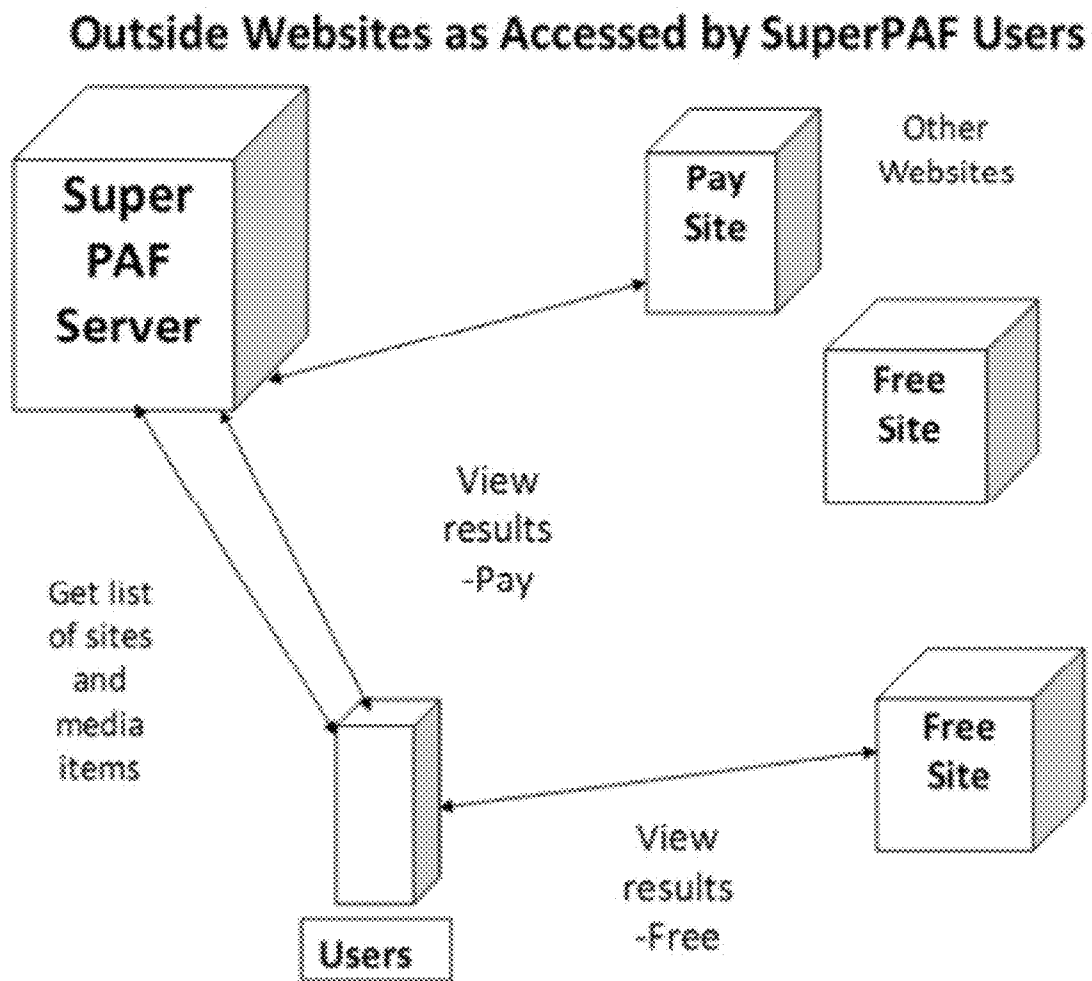 Outside Websites as Accessed by SuperPAF Users
Super
PAF
Server
Pay
Site
Other
Websites
Free
Site
View
results
-Pay
Get list
of sites
and
media
items
Free
Site
View
results
-Free
Users